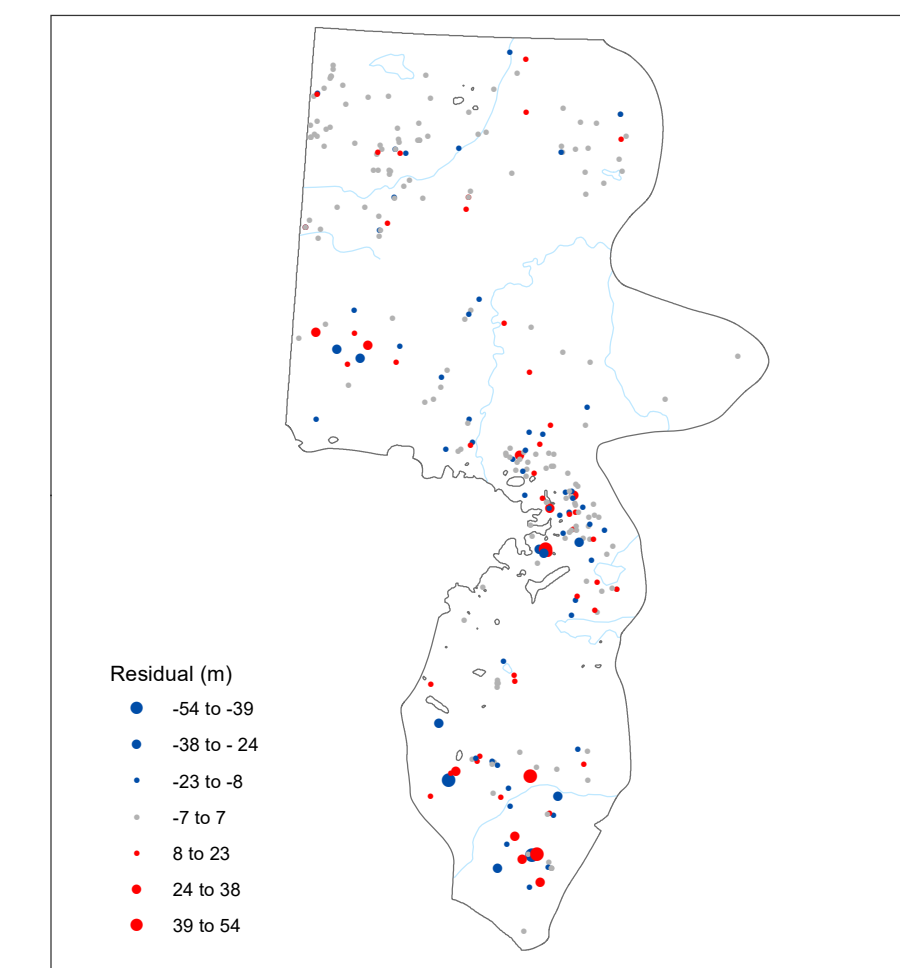 Residual (m)
-54 to -39
-38 to - 24
-23 to -8
-7 to 7
8 to 23
24 to 38
39 to 54